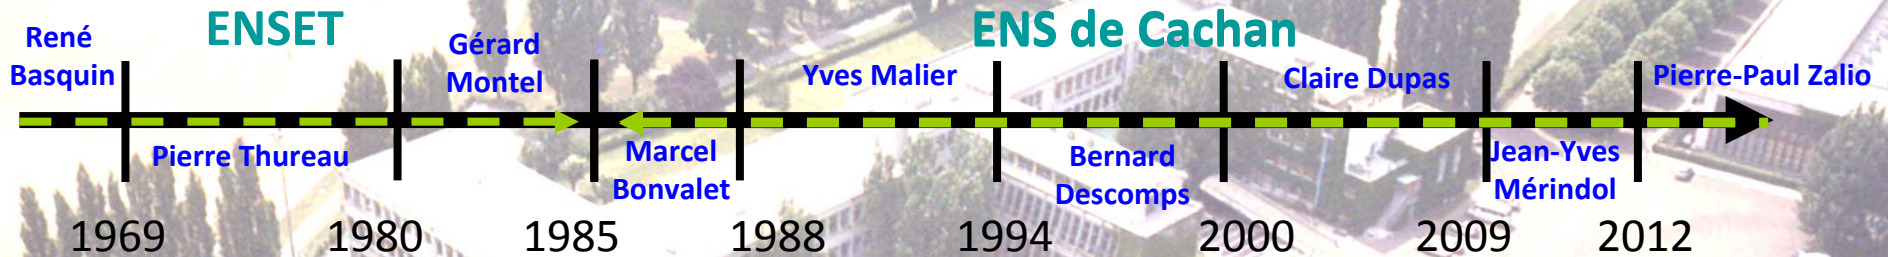 ENSET
ENS de Cachan
René
Basquin
Gérard
Montel
Yves Malier
Claire Dupas
Pierre-Paul Zalio
Pierre Thureau
Marcel
Bonvalet
Bernard
Descomps
Jean-Yves
Mérindol
1969
1980
1985
1988
1994
2000
2009
2012